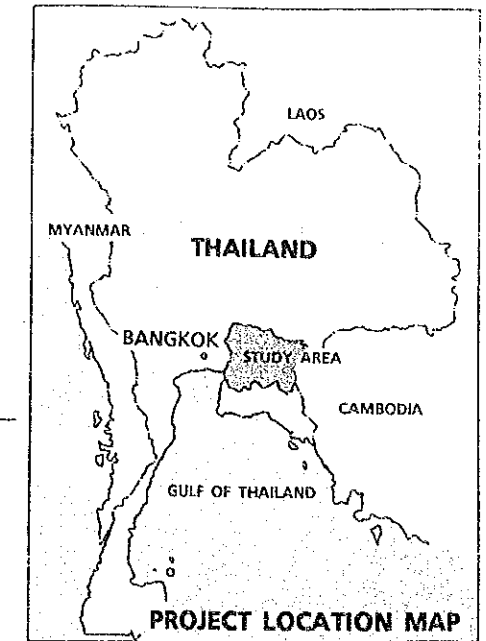 LAOS
MYANMAR
THAILAND
BANGKOK
STUDY AREA
CAMBODIA
GULF OF THAILAND
PROJECT LOCATION MAP